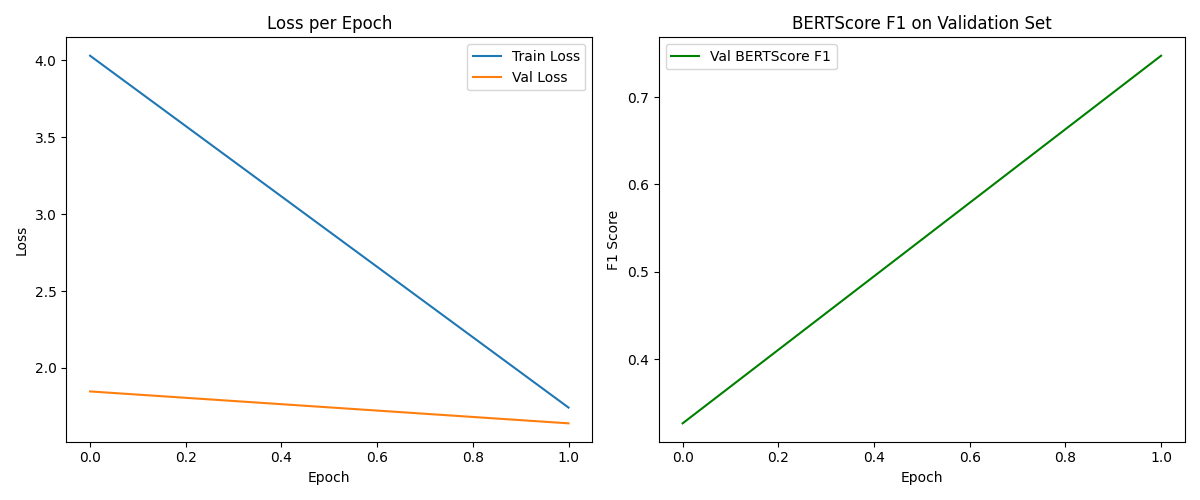 Loss per Epoch
Train Loss
Val Loss
4.0
3.5
3.0
2.5
2.0
Loss
0.0 0.2 0.4 0.6 0.8 1.0
Epoch
BERTScore F1 on Validation Set
Val BERTScore F1
0.7
0.6
0.5
0.4
F1 Score
0.0 0.2 0.4 0.6 0.8 1.0
Epoch